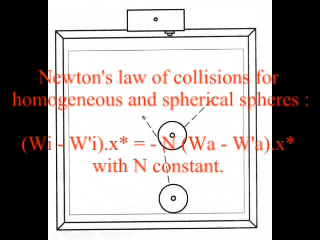 Newton's law of collisions for
homogeneous and spherical spheres :
(Wi - W'i).x* = - N (Wa - W'a).x*
with N constant.